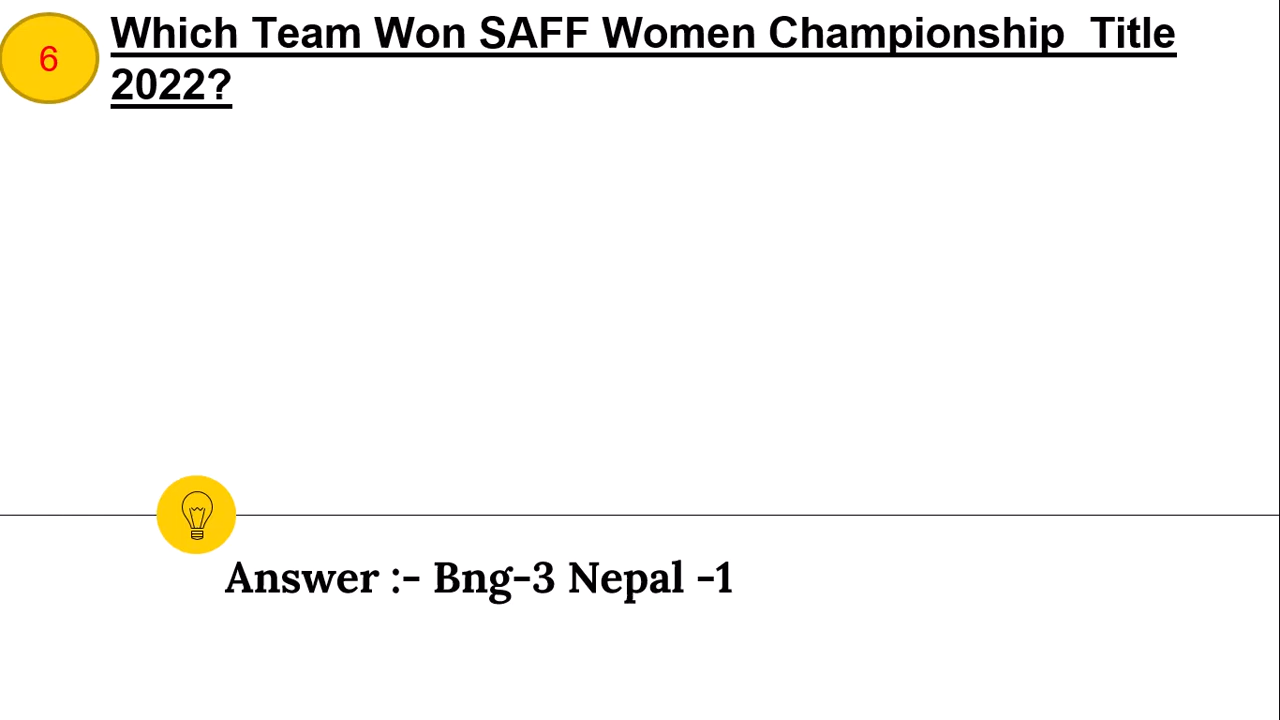 6
Which Team Won SAFF Women Championship  Title
2022?
Answer :- Bng-3 Nepal -1